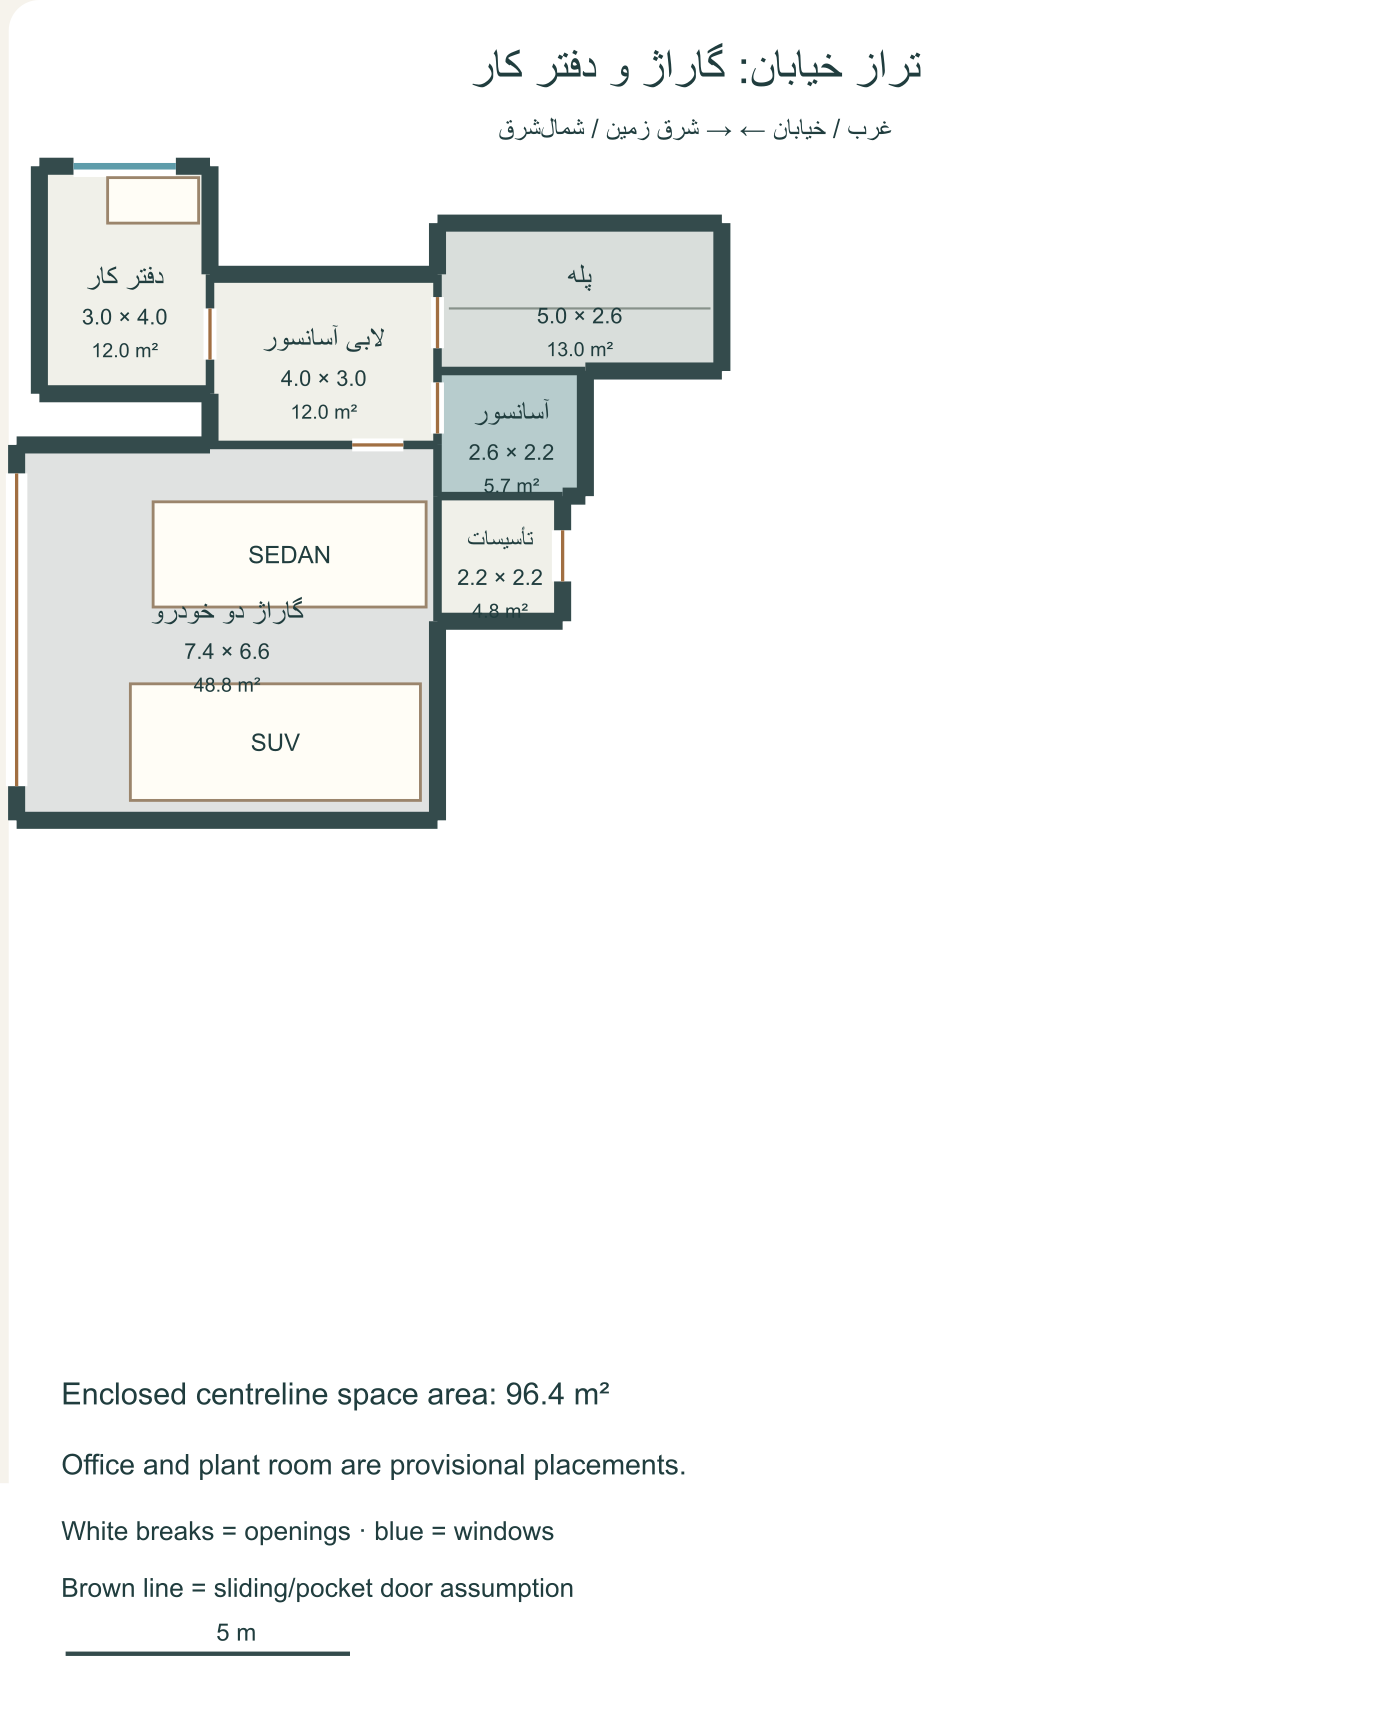 تراز خیابان: گاراژ و دفتر کار
غرب / خیابان ← → شرق زمین / شمال‌شرق
دفتر کار
3.0 × 4.0
12.0 m²
لابی آسانسور
4.0 × 3.0
12.0 m²
پله
5.0 × 2.6
13.0 m²
آسانسور
2.6 × 2.2
5.7 m²
تأسیسات
2.2 × 2.2
4.8 m²
SEDAN
گاراژ دو خودرو
7.4 × 6.6
48.8 m²
SUV
Enclosed centreline space area: 96.4 m²
Office and plant room are provisional placements.
White breaks = openings · blue = windows
Brown line = sliding/pocket door assumption
5 m